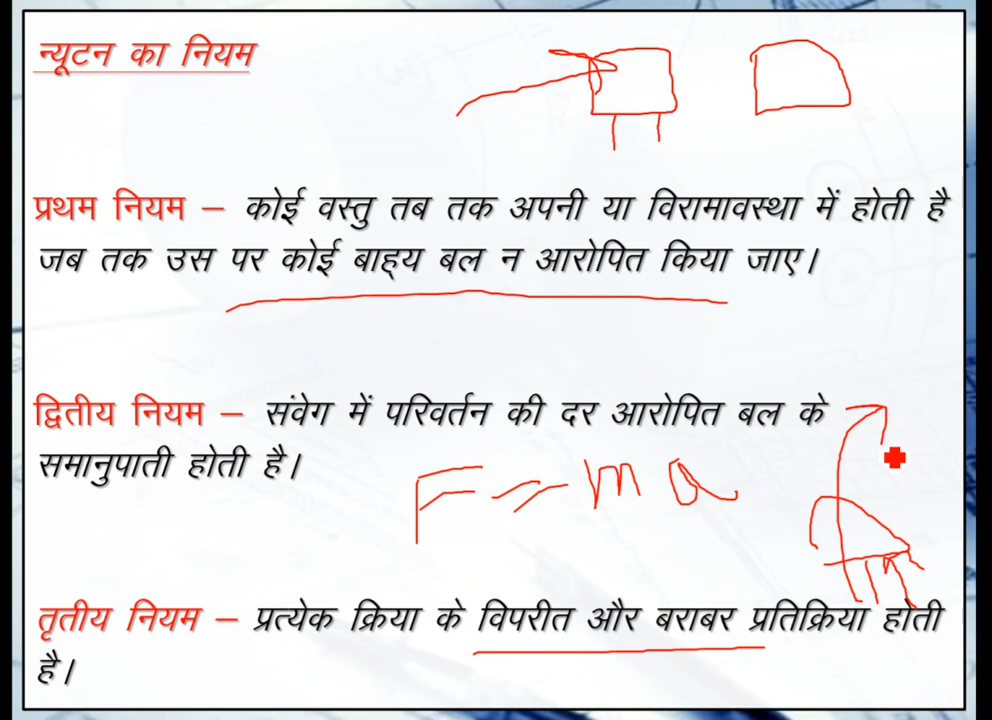 न्यूटन का नियम
प्रथम नियम – कोई वस्तु तब तक अपनी या विरामावस्था में होती है
जब तक उस पर कोई बाह्य बल न आरोपित किया जाए।
द्वितीय नियम – संवेग में परिवर्तन की दर आरोपित बल के
समानुपाती होती है।
F = ma
तृतीय नियम – प्रत्येक क्रिया के विपरीत और बराबर प्रतिक्रिया होती
है।